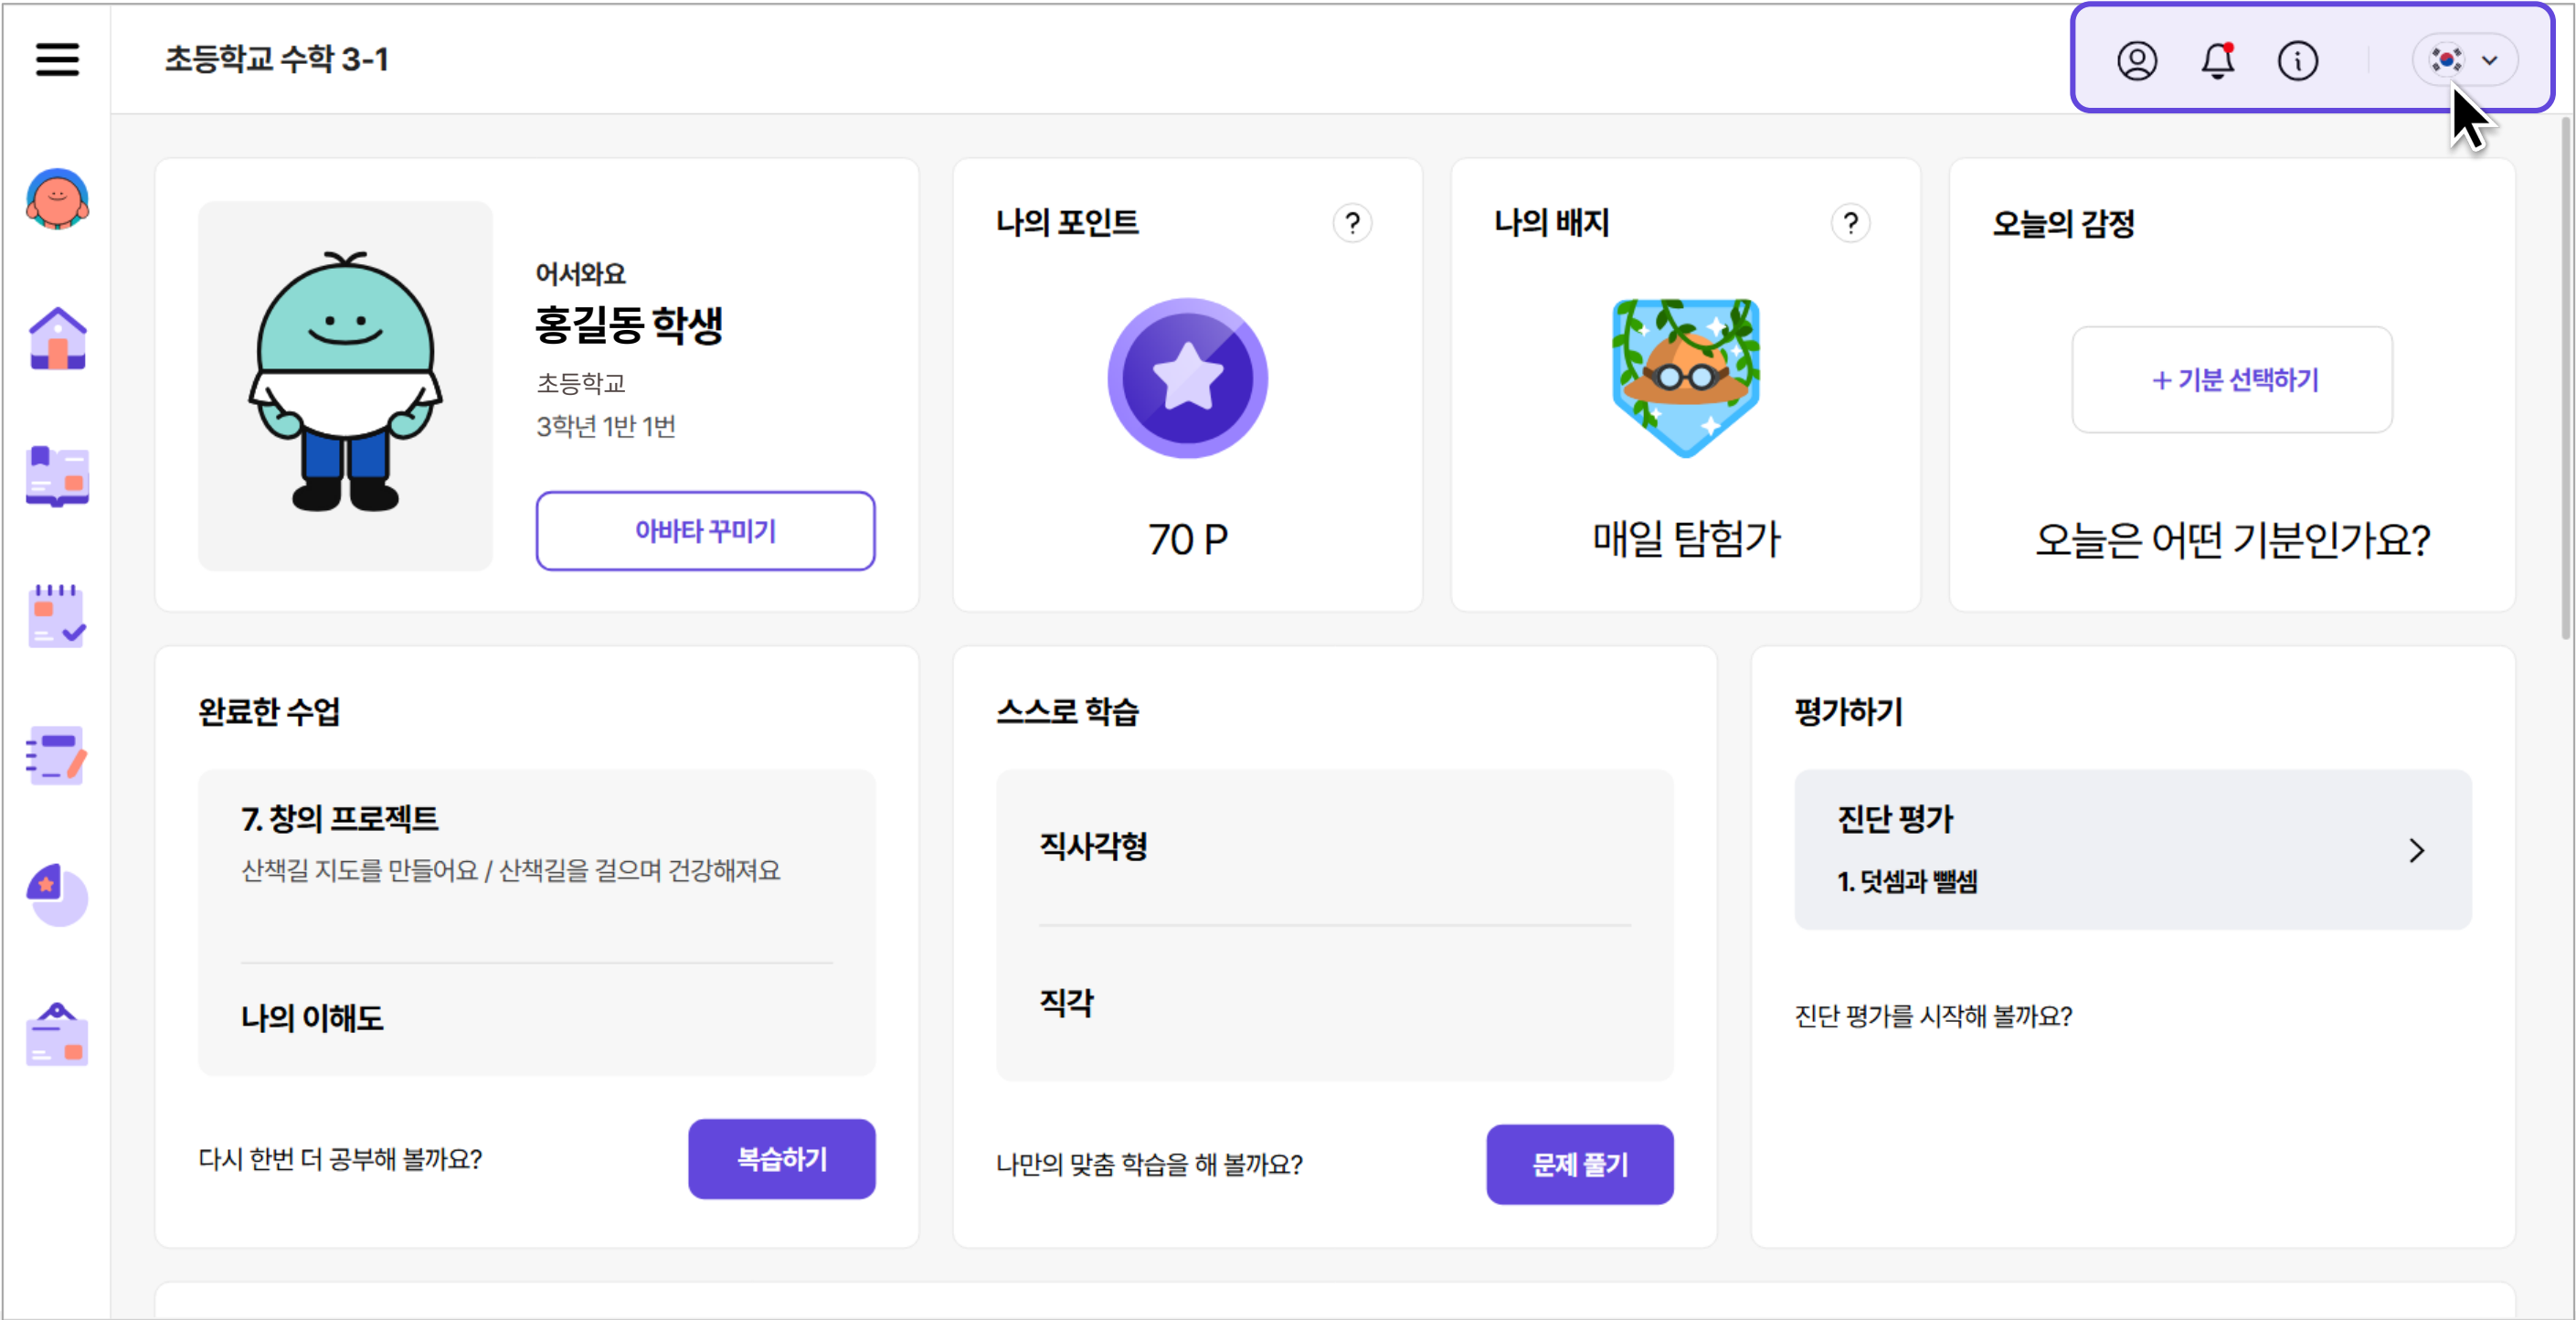 초등학교 수학 3-1
어서와요
홍길동 학생
초등학교
3학년 1반 1번
아바타 꾸미기
나의 포인트
?
70 P
나의 배지
?
매일 탐험가
오늘의 감정
+ 기분 선택하기
오늘은 어떤 기분인가요?
완료한 수업
7. 창의 프로젝트
산책길 지도를 만들어요 / 산책길을 걸으며 건강해져요
나의 이해도
다시 한번 더 공부해 볼까요?
복습하기
스스로 학습
직사각형
직각
나만의 맞춤 학습을 해 볼까요?
문제 풀기
평가하기
진단 평가
1. 덧셈과 뺄셈
진단 평가를 시작해 볼까요?